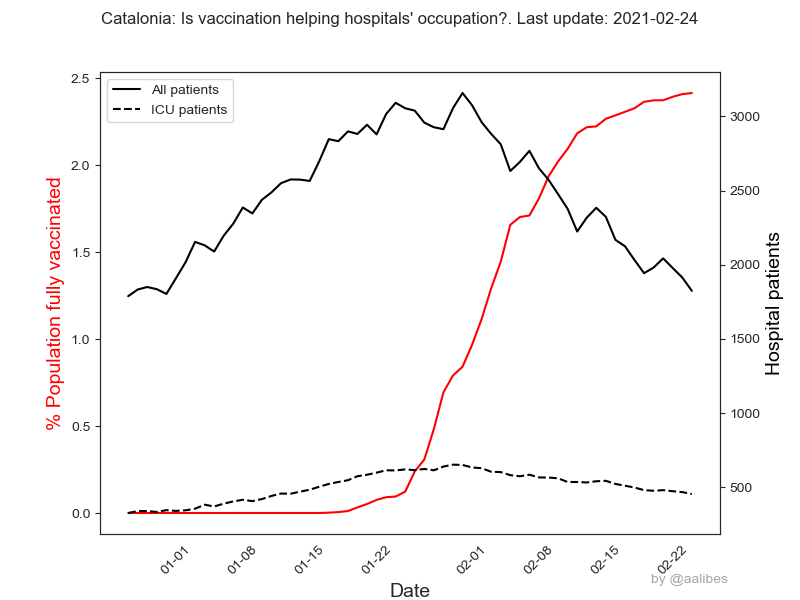 Catalonia: Is vaccination helping hospitals' occupation?. Last update: 2021-02-24
All patients
ICU patients
% Population fully vaccinated
2.5
2.0
1.5
1.0
0.5
0.0
3000
2500
2000
1500
1000
500
Hospital patients
01-01
01-08
01-15
01-22
02-01
02-08
02-15
02-22
Date
by @aalibes